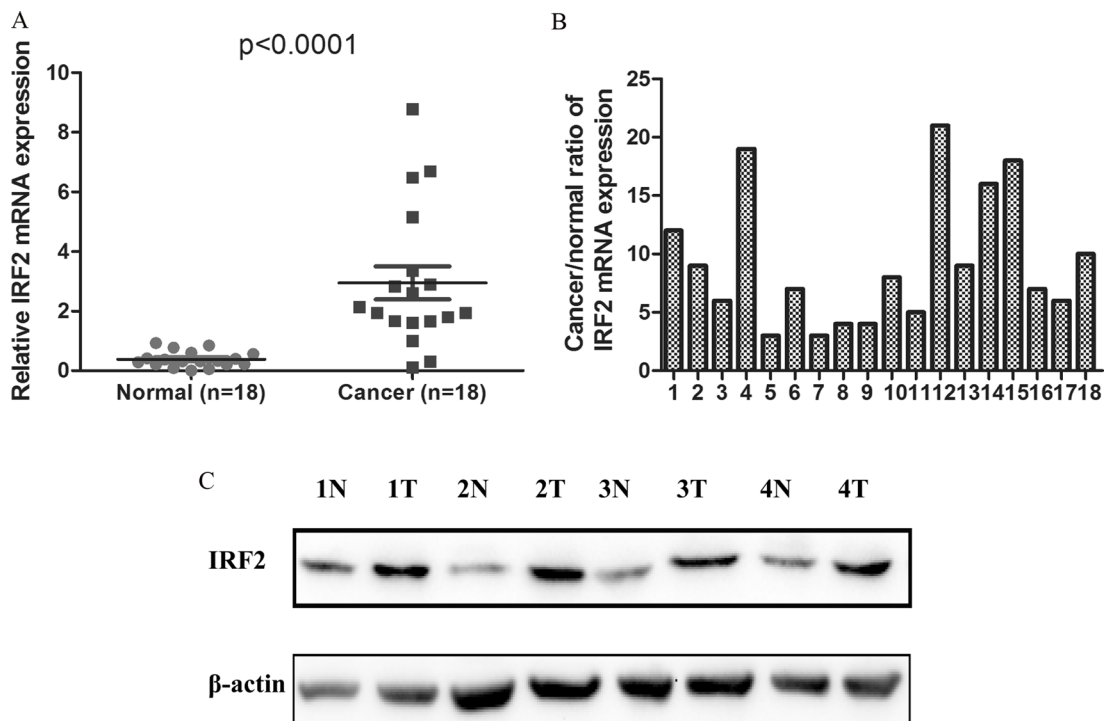 A
p<0.0001
Relative IRF2 mRNA expression
10
8
6
4
2
0
Normal (n=18)
Cancer (n=18)
B
Cancer/normal ratio of
IRF2 mRNA expression
25
20
15
10
5
0
1 2 3 4 5 6 7 8 9 10 11 12 13 14 15 16 17 18
C
1N 1T 2N 2T 3N 3T 4N 4T
IRF2
β-actin